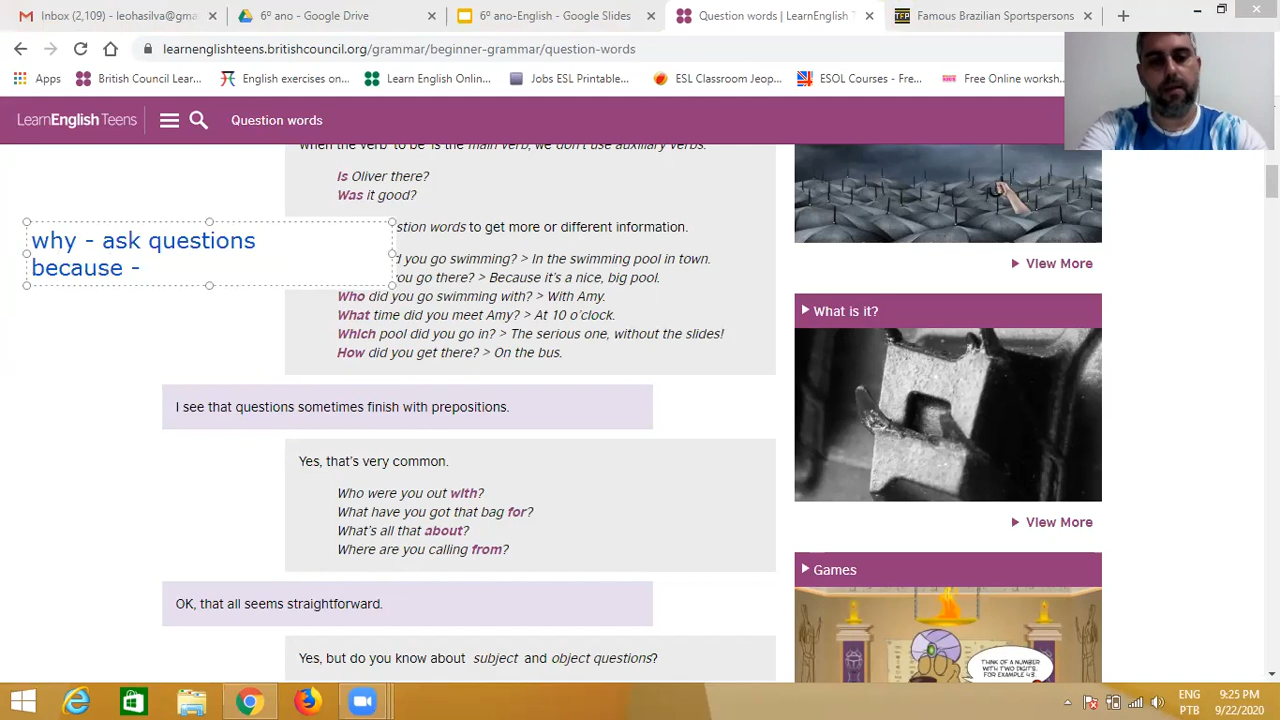 Inbox (2,109) - leohasilva@gma
6º ano - Google Drive
6º ano-English - Google Slides
Question words | LearnEnglish T
Famous Brazilian Sportspersons
learnenglishteens.britishcouncil.org/grammar/beginner-grammar/question-words
Apps
British Council Lear...
English exercises on...
Learn English Onlin...
Jobs ESL Printable...
ESL Classroom Jeop...
ESOL Courses - Fre...
Free Online worksh...
LearnEnglish Teens
Question words
When the verb 'to be' is the main verb, we don't use auxiliary verbs.
Is Oliver there?
Was it good?
stion words to get more or different information.
why - ask questions
because -
d you go swimming? > In the swimming pool in town.
you go there? > Because it's a nice, big pool.
Who did you go swimming with? > With Amy.
What time did you meet Amy? > At 10 o'clock.
Which pool did you go in? > The serious one, without the slides!
How did you get there? > On the bus.
I see that questions sometimes finish with prepositions.
Yes, that's very common.
Who were you out with?
What have you got that bag for?
What's all that about?
Where are you calling from?
OK, that all seems straightforward.
Yes, but do you know about subject and object questions?
View More
What is it?
View More
Games
THINK OF A NUMBER
WITH TWO DIGITS,
FOR EXAMPLE 43.
ENG
PTB
9:25 PM
9/22/2020